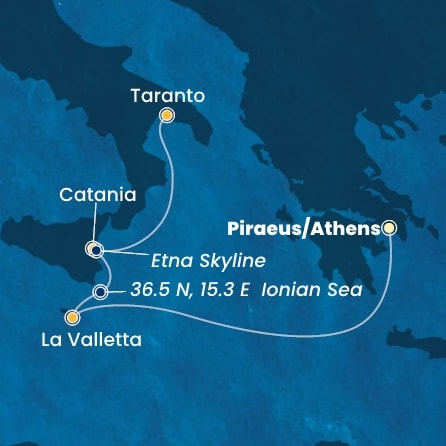 Taranto
Catania
Piraeus/Athens
Etna Skyline
36.5 N, 15.3 E Ionian Sea
La Valletta